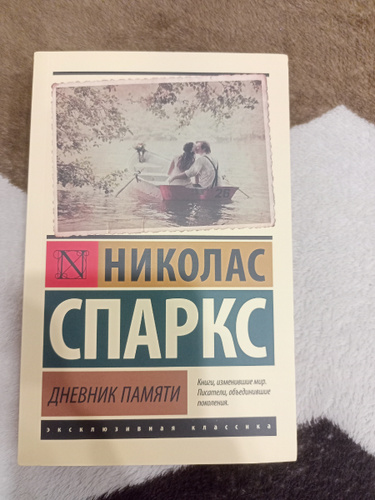 N
НИКОЛАС
СПАРКС
ДНЕВНИК ПАМЯТИ
Книги, изменившие мир.
Писатели, объединившие
поколения.
эксклюзивная классика